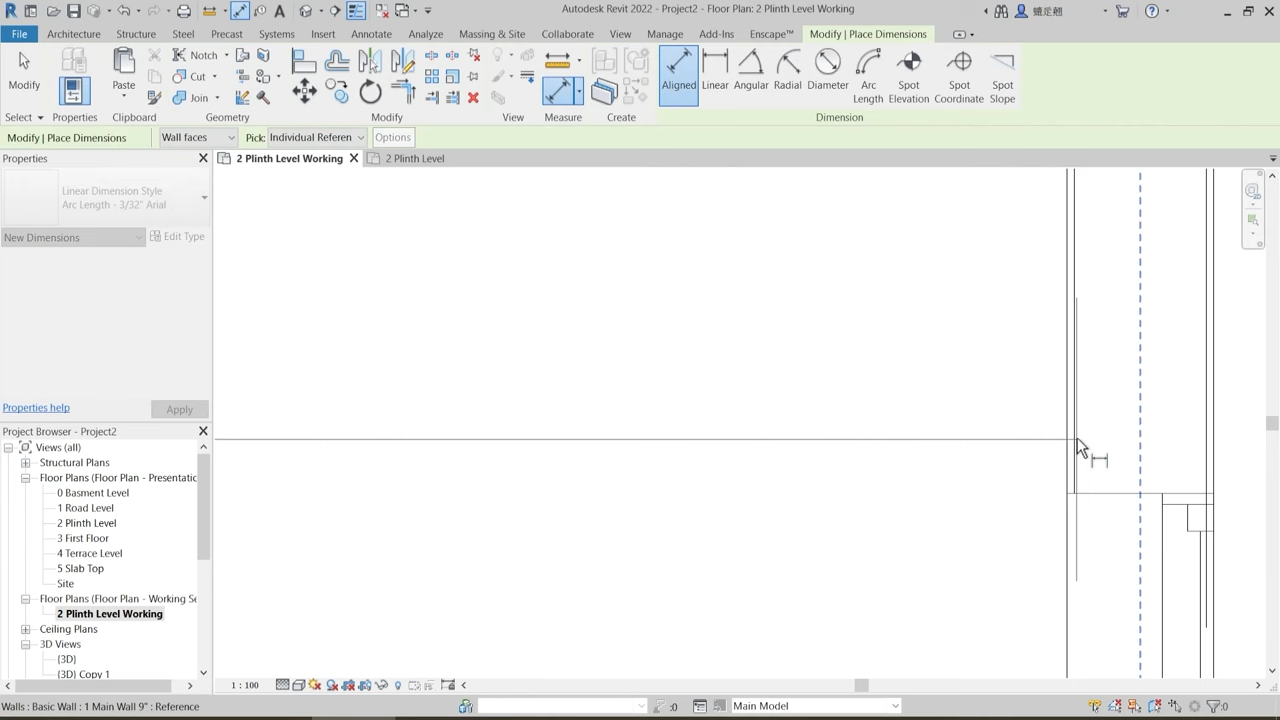 Autodesk Revit 2022 - Project2 - Floor Plan: 2 Plinth Level Working
File Architecture Structure Steel Precast Systems Insert Annotate Analyze Massing & Site Collaborate View Manage Add-Ins Enscape™ Modify | Place Dimensions
Notch
Cut
Join
Modify Paste Aligned Linear Angular Radial Diameter Arc Length Spot Elevation Spot Coordinate Spot Slope
Select Properties Clipboard Geometry Modify View Measure Create Dimension
Modify | Place Dimensions Wall faces Pick: Individual Referen Options
Properties
2 Plinth Level Working 2 Plinth Level
Linear Dimension Style
Arc Length - 3/32" Arial
New Dimensions Edit Type
Properties help Apply
Project Browser - Project2
Views (all)
Structural Plans
Floor Plans (Floor Plan - Presentatic
0 Basment Level
1 Road Level
2 Plinth Level
3 First Floor
4 Terrace Level
5 Slab Top
Site
Floor Plans (Floor Plan - Working Se
2 Plinth Level Working
Ceiling Plans
3D Views
{3D}
{3D} Copy 1
1 : 100
Walls : Basic Wall : 1 Main Wall 9" : Reference :0 Main Model :0